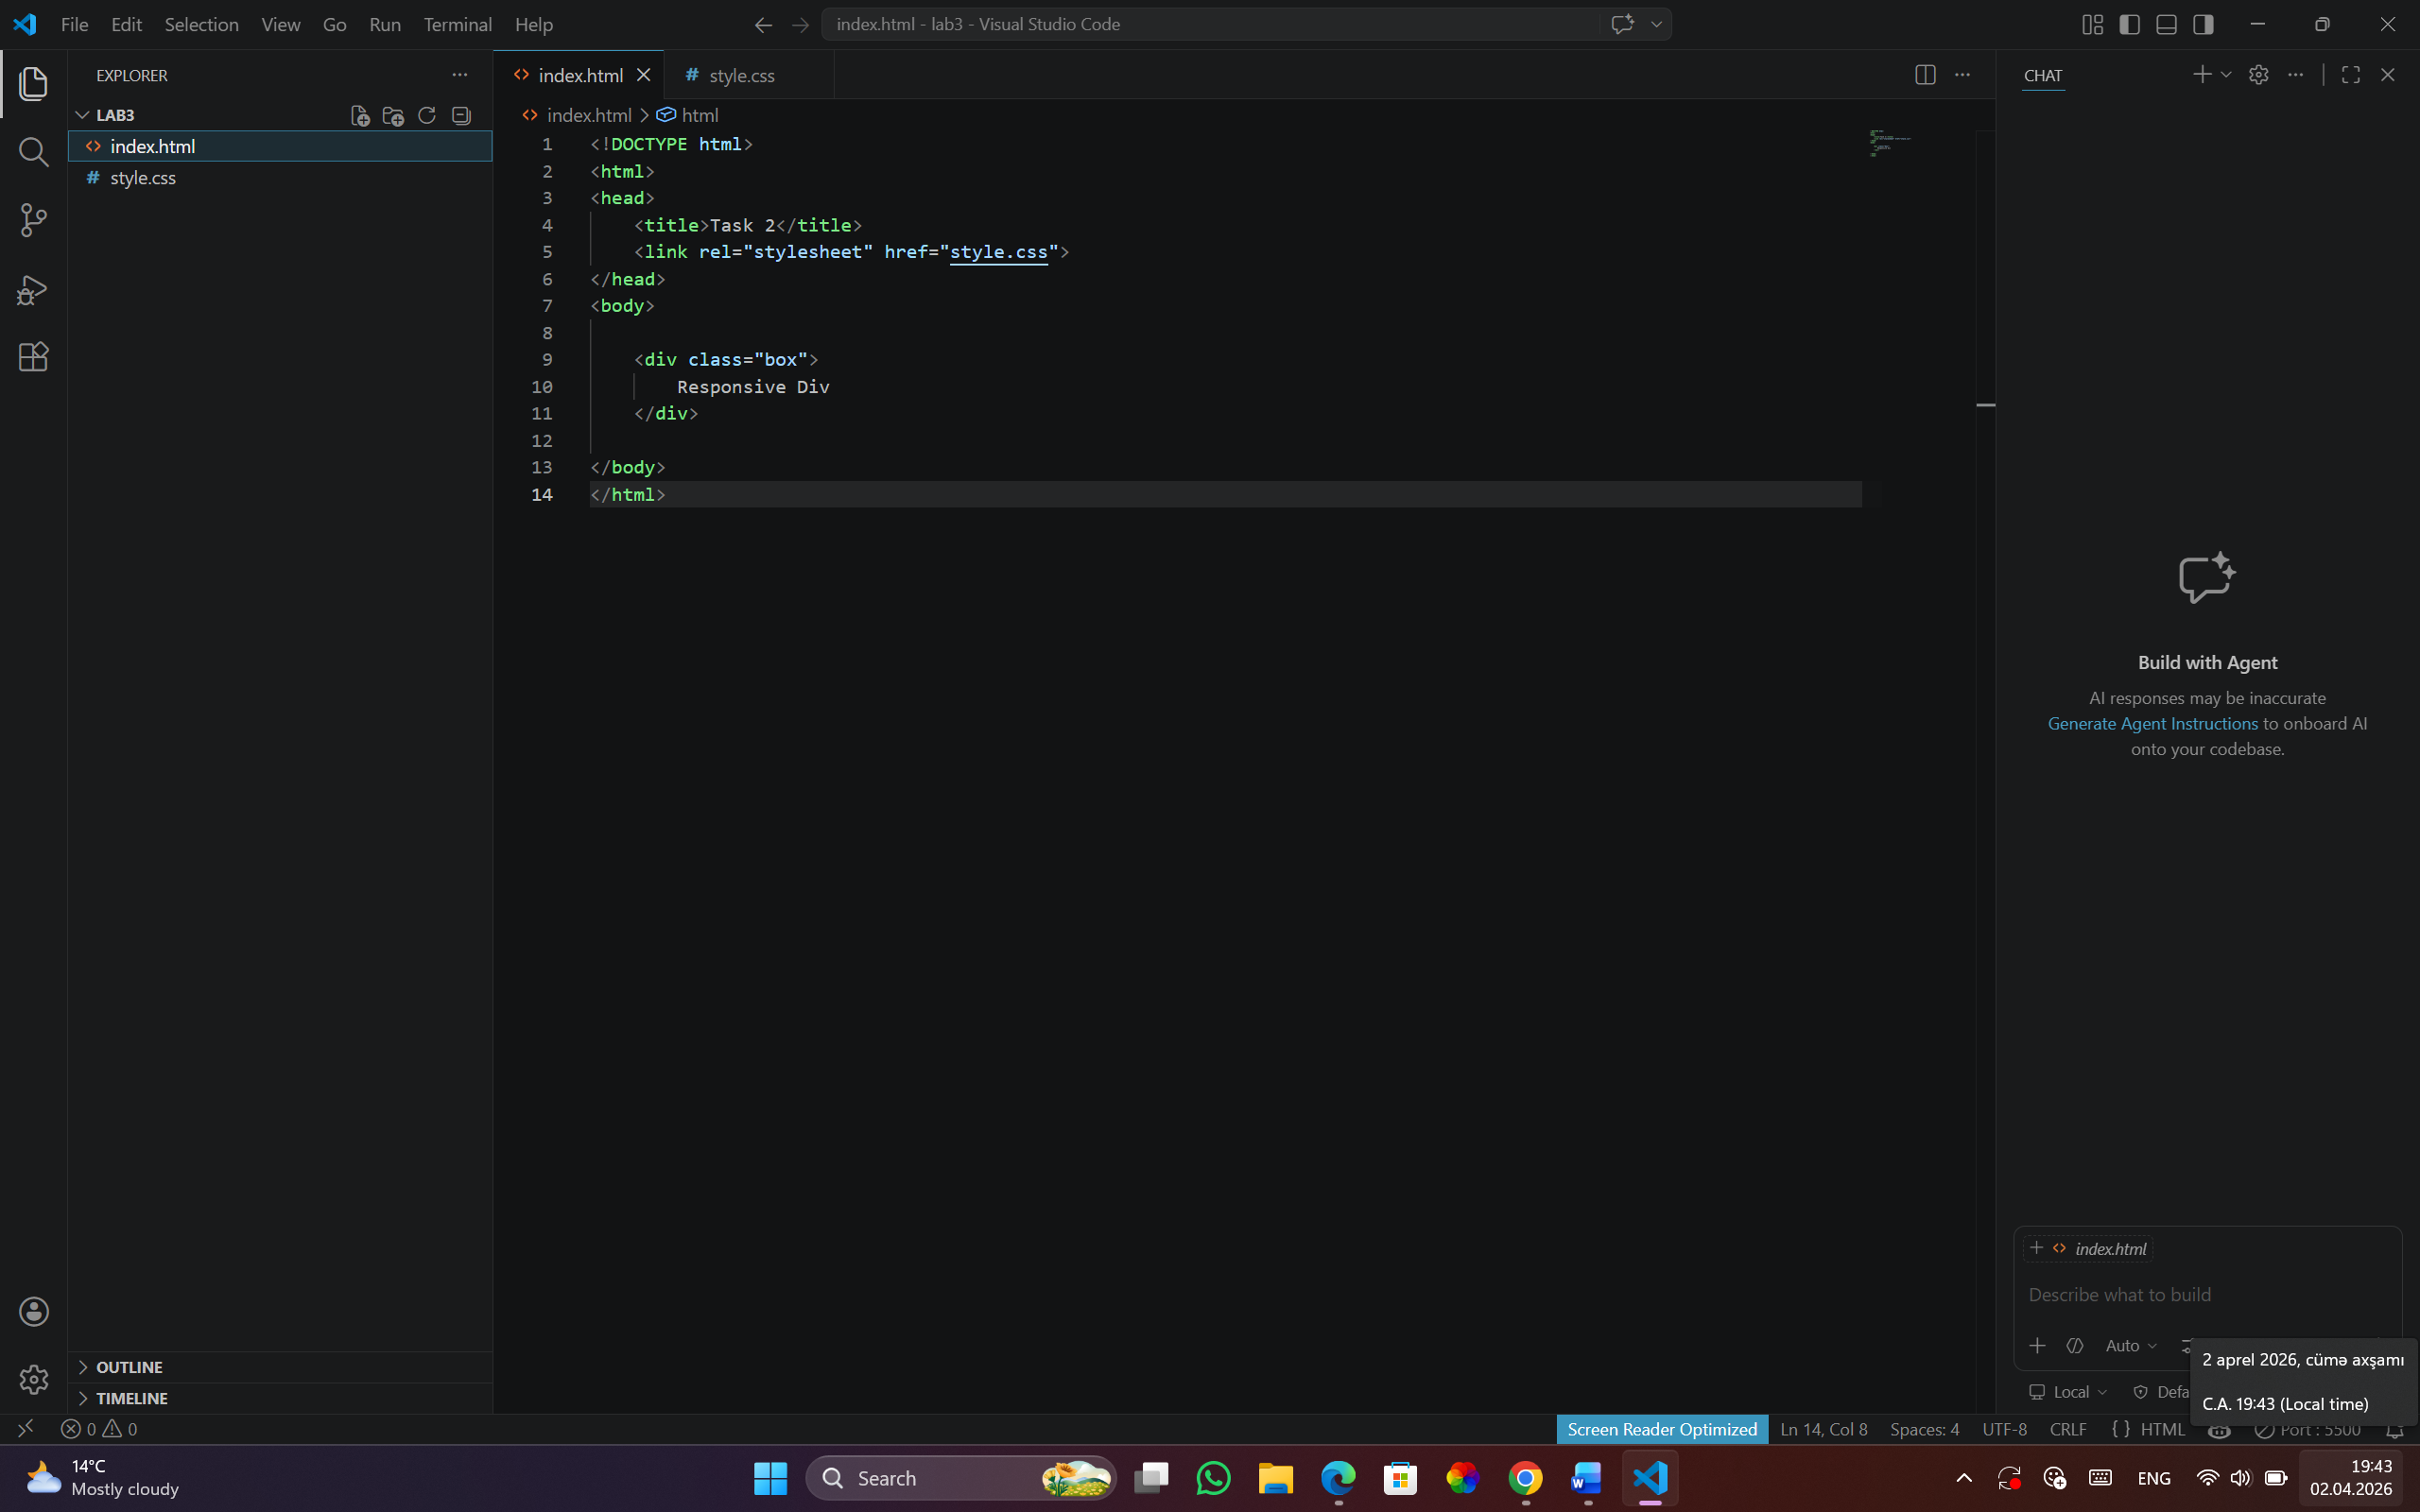 File Edit Selection View Go Run Terminal Help
index.html - lab3 - Visual Studio Code
EXPLORER
LAB3
index.html
style.css
index.html
style.css
index.html > html
1 <!DOCTYPE html>
2 <html>
3 <head>
4 <title>Task 2</title>
5 <link rel="stylesheet" href="style.css">
6 </head>
7 <body>
8
9 <div class="box">
10 Responsive Div
11 </div>
12
13 </body>
14 </html>
CHAT
Build with Agent
AI responses may be inaccurate
Generate Agent Instructions to onboard AI
onto your codebase.
index.html
Describe what to build
Auto
Local
2 aprel 2026, cümə axşamı
C.A. 19:43 (Local time)
OUTLINE
TIMELINE
0 0
Screen Reader Optimized Ln 14, Col 8 Spaces: 4 UTF-8 CRLF {} HTML Port : 5500
14°C
Mostly cloudy
Search
ENG
19:43
02.04.2026